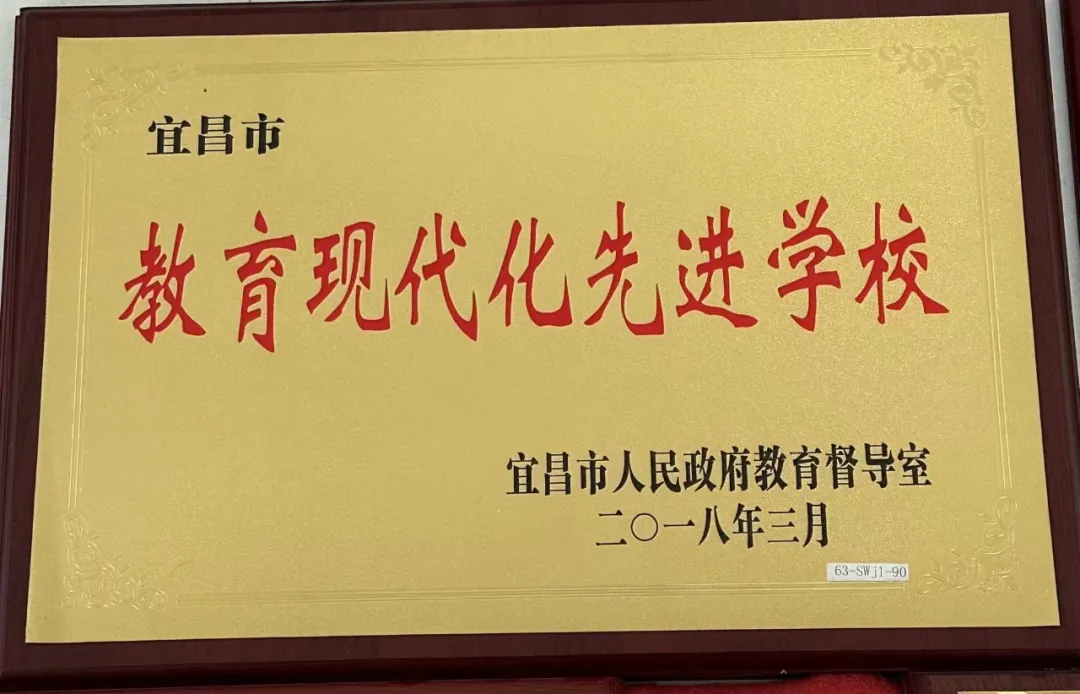 宜昌市
教育现代化先进学校
宜昌市人民政府教育督导室
二〇一八年三月
63-SWj1-90